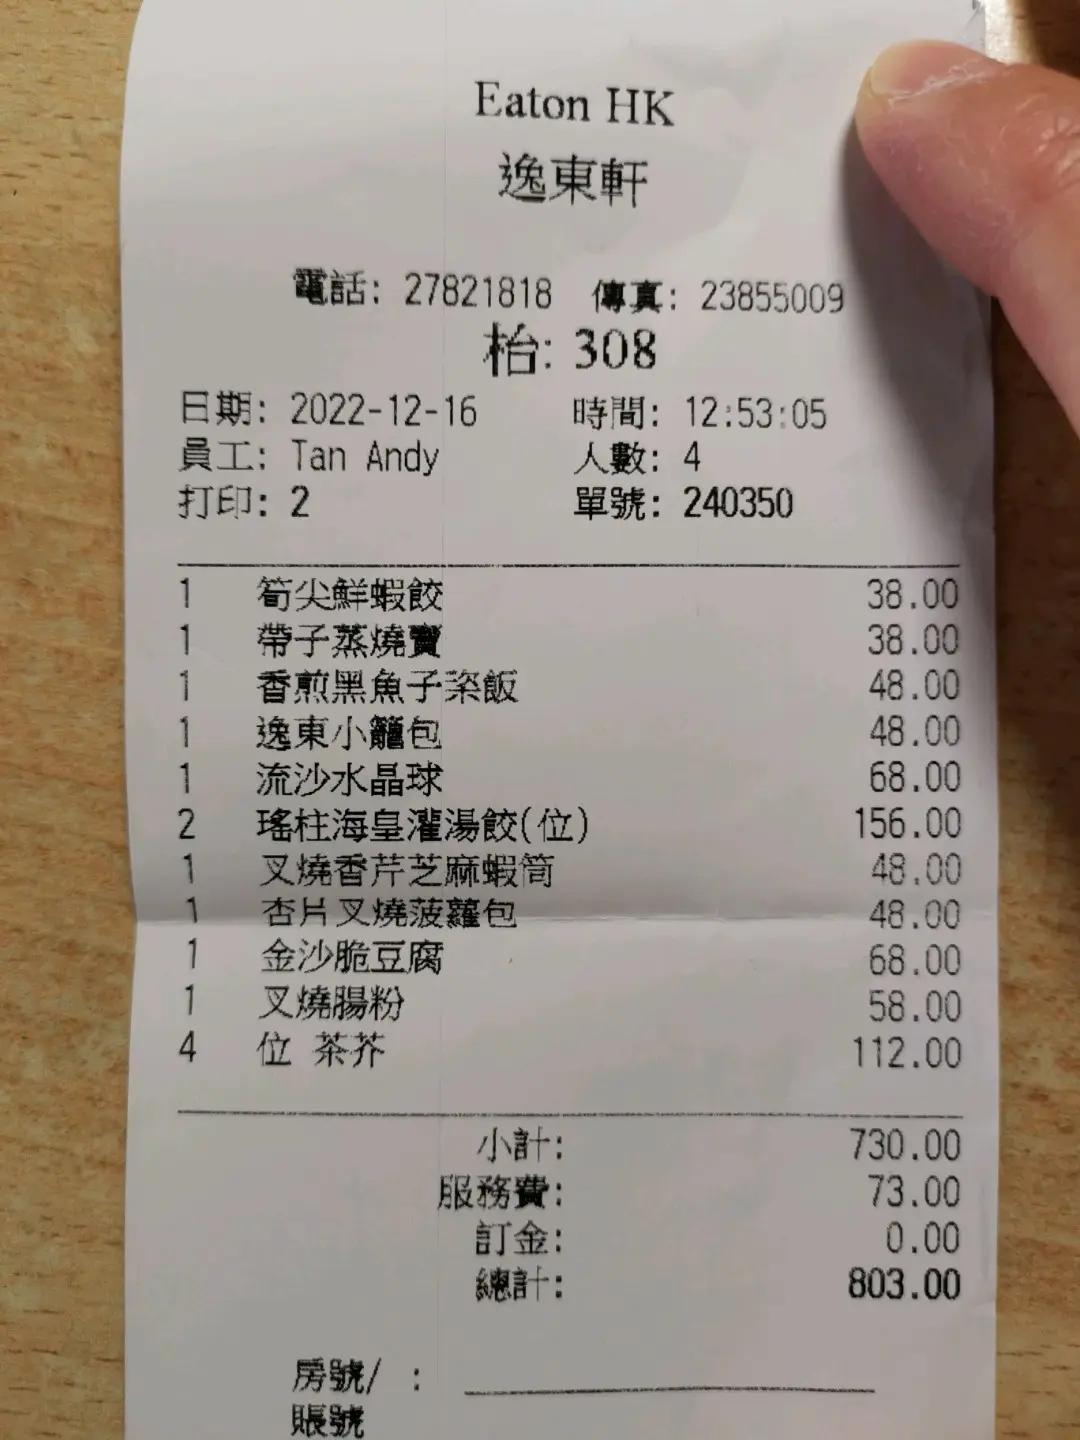 Eaton HK
逸東軒
電話: 27821818 傳真: 23855009
枱: 308
日期: 2022-12-16 時間: 12:53:05
員工: Tan Andy 人數: 4
打印: 2 單號: 240350
1 筍尖鮮蝦餃 38.00
1 帶子蒸燒賣 38.00
1 香煎黑魚子粢飯 48.00
1 逸東小籠包 48.00
1 流沙水晶球 68.00
2 瑤柱海皇灌湯餃(位) 156.00
1 叉燒香芹芝麻蝦筒 48.00
1 杏片叉燒菠蘿包 48.00
1 金沙脆豆腐 68.00
1 叉燒腸粉 58.00
4 位 茶芥 112.00
小計: 730.00
服務費: 73.00
訂金: 0.00
總計: 803.00
房號/ :
賬號